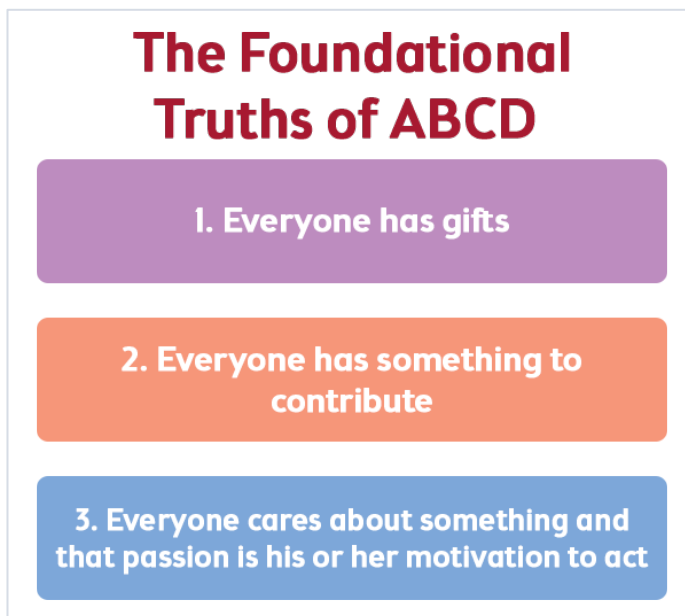 The Foundational
Truths of ABCD
1. Everyone has gifts
2. Everyone has something to
contribute
3. Everyone cares about something and
that passion is his or her motivation to act